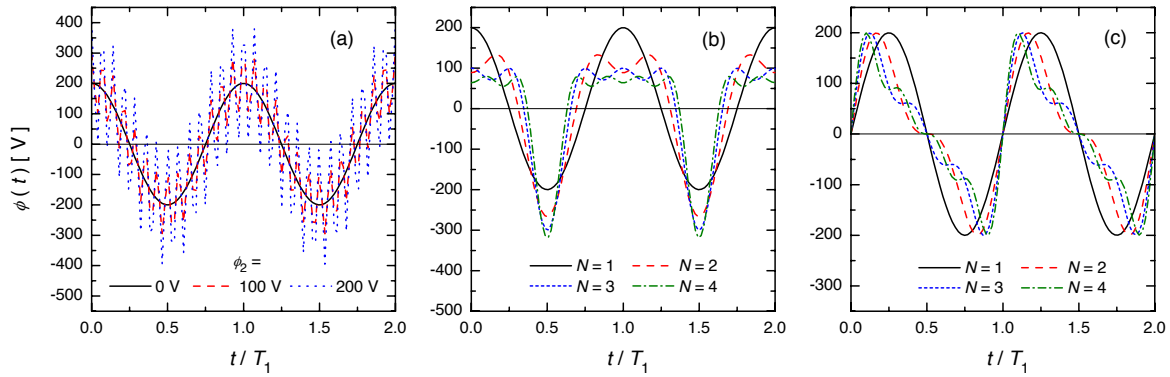 (a)
ϕ (t) [ V ]
400
300
200
100
0
-100
-200
-300
-400
-500
ϕ₂ =
0 V 100 V 200 V
0.0 0.5 1.0 1.5 2.0
t / T₁
(b)
200
100
0
-100
-200
-300
-400
-500
N = 1 N = 2
N = 3 N = 4
0.0 0.5 1.0 1.5 2.0
t / T₁
(c)
200
100
0
-100
-200
-300
N = 1 N = 2
N = 3 N = 4
0.0 0.5 1.0 1.5 2.0
t / T₁